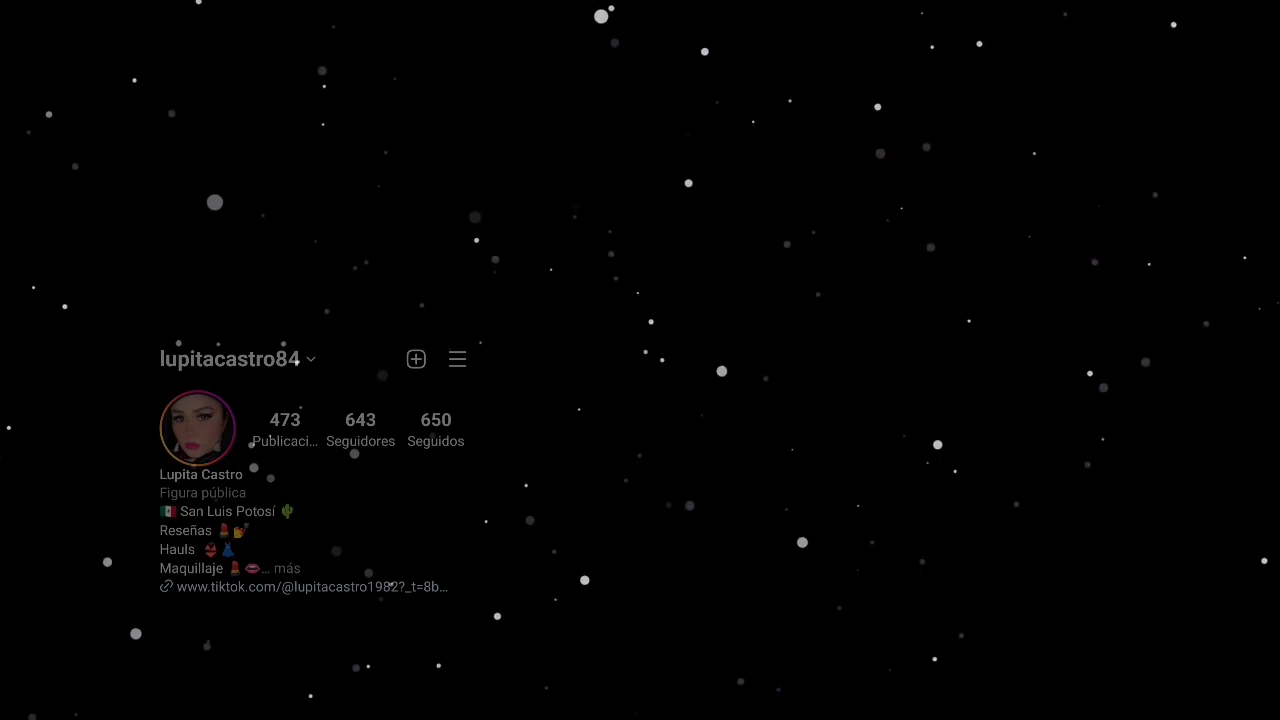 lupitacastro84
473 643 650
Publicaci... Seguidores Seguidos
Lupita Castro
Figura pública
San Luis Potosí
Reseñas
Hauls
Maquillaje ... más
www.tiktok.com/@lupitacastro1982?_t=8b...